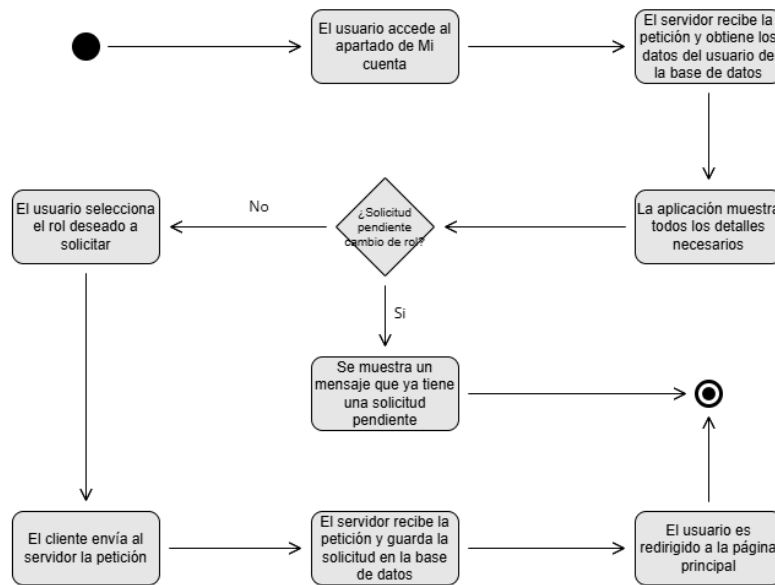 El usuario accede al
apartado de Mi
cuenta
El servidor recibe la
petición y obtiene los
datos del usuario de
la base de datos
El usuario selecciona
el rol deseado a
solicitar
No
¿Solicitud
pendiente
cambio de rol?
La aplicación muestra
todos los detalles
necesarios
Si
Se muestra un
mensaje que ya tiene
una solicitud
pendiente
El cliente envía al
servidor la petición
El servidor recibe la
petición y guarda la
solicitud en la base
de datos
El usuario es
redirigido a la página
principal